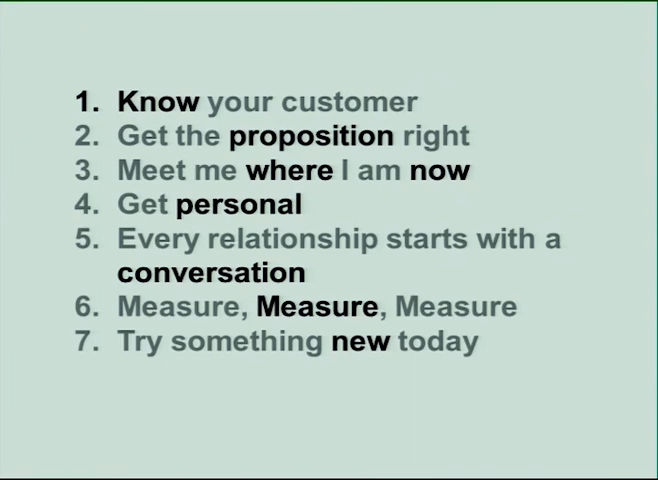 1. Know your customer
2. Get the proposition right
3. Meet me where I am now
4. Get personal
5. Every relationship starts with a
conversation
6. Measure, Measure, Measure
7. Try something new today